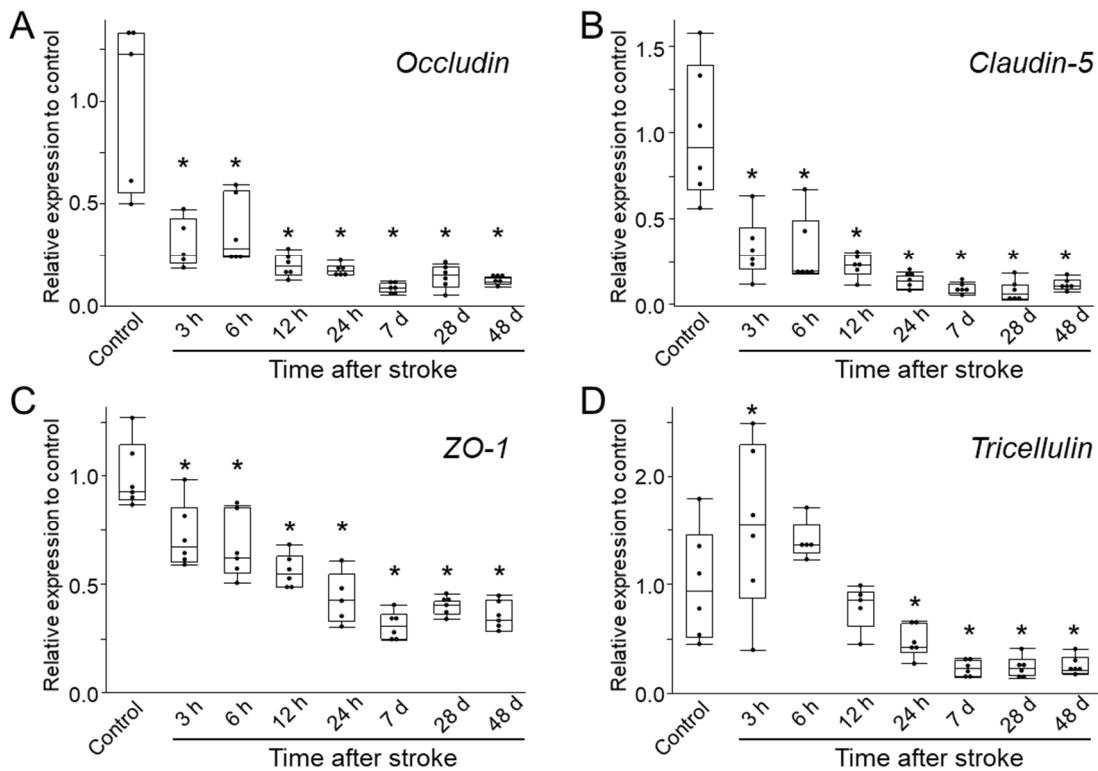 A
Relative expression to control
Occludin
1.0
0.5
0.0
* * * * * * *
Control 3 h 6 h 12 h 24 h 7 d 28 d 48 d
Time after stroke
B
Relative expression to control
Claudin-5
1.5
1.0
0.5
0.0
* * * * * * *
Control 3 h 6 h 12 h 24 h 7 d 28 d 48 d
Time after stroke
C
Relative expression to control
ZO-1
1.0
0.5
0.0
* * * * * * *
Control 3 h 6 h 12 h 24 h 7 d 28 d 48 d
Time after stroke
D
Relative expression to control
Tricellulin
2.0
1.0
0.0
* * * * *
Control 3 h 6 h 12 h 24 h 7 d 28 d 48 d
Time after stroke